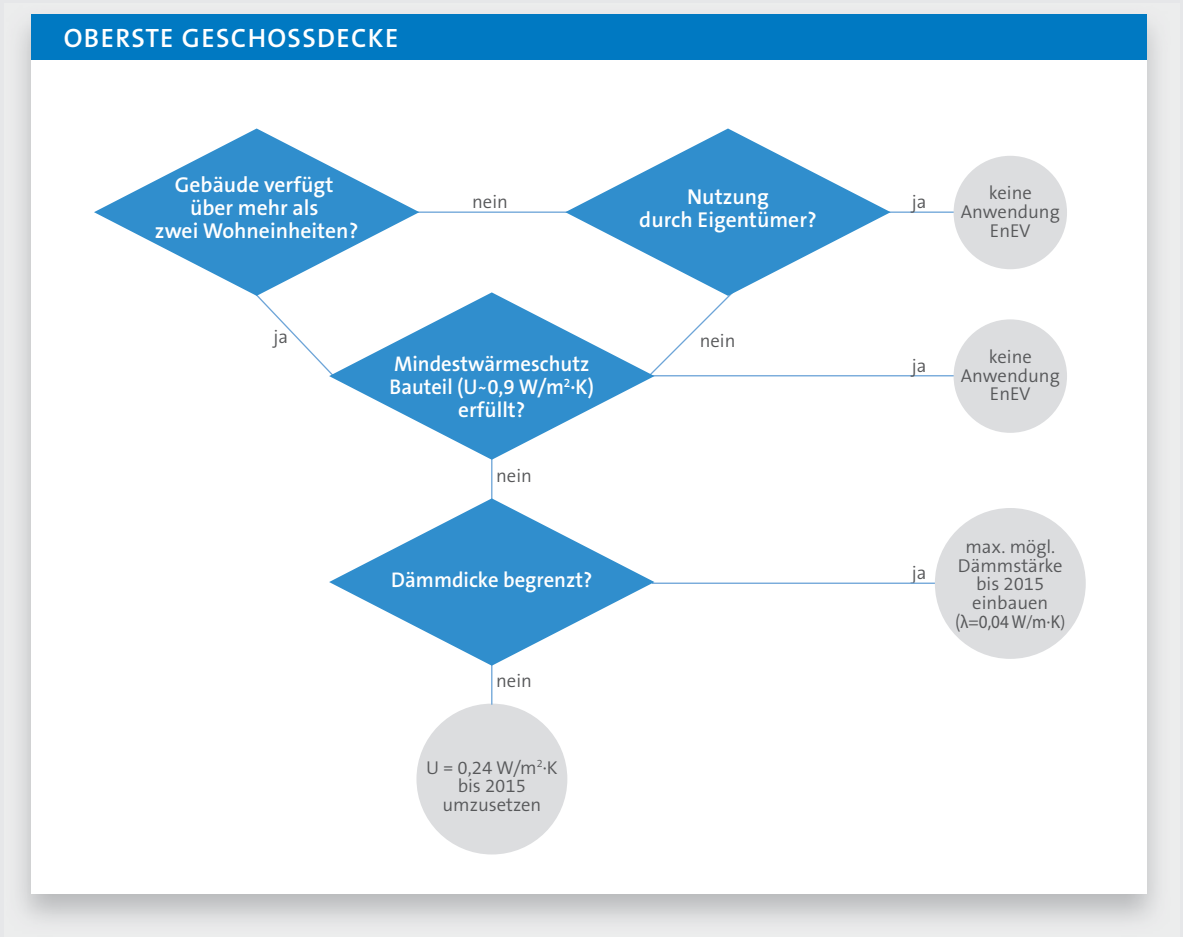 OBERSTE GESCHOSSDECKE
Gebäude verfügt
über mehr als
zwei Wohneinheiten?
nein
Nutzung
durch Eigentümer?
ja
keine
Anwendung
EnEV
ja
nein
Mindestwärmeschutz
Bauteil (U~0,9 W/m²·K)
erfüllt?
ja
keine
Anwendung
EnEV
nein
Dämmdicke begrenzt?
ja
max. mögl.
Dämmstärke
bis 2015
einbauen
(λ=0,04 W/m·K)
nein
U = 0,24 W/m²·K
bis 2015
umzusetzen